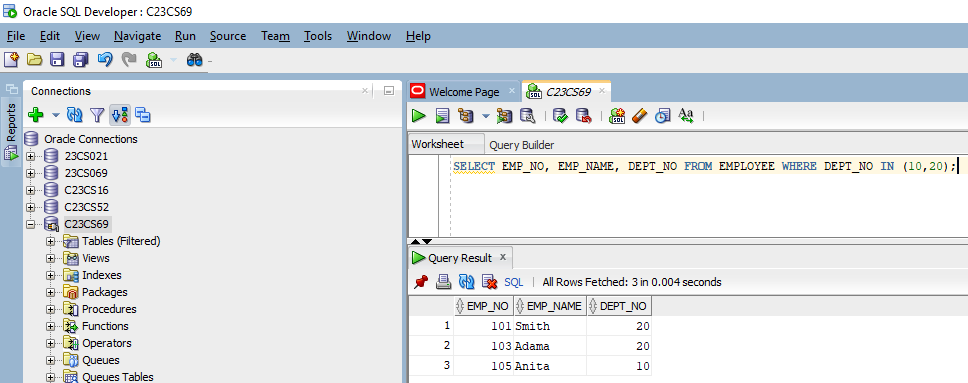 Oracle SQL Developer : C23CS69
File Edit View Navigate Run Source Team Tools Window Help
Reports
Connections
Oracle Connections
23CS021
23CS069
C23CS16
C23CS52
C23CS69
Tables (Filtered)
Views
Indexes
Packages
Procedures
Functions
Operators
Queues
Queues Tables
Welcome Page
C23CS69
Worksheet Query Builder
SELECT EMP_NO, EMP_NAME, DEPT_NO FROM EMPLOYEE WHERE DEPT_NO IN (10,20);
Query Result
SQL All Rows Fetched: 3 in 0.004 seconds
EMP_NO EMP_NAME DEPT_NO
1 101 Smith 20
2 103 Adama 20
3 105 Anita 10